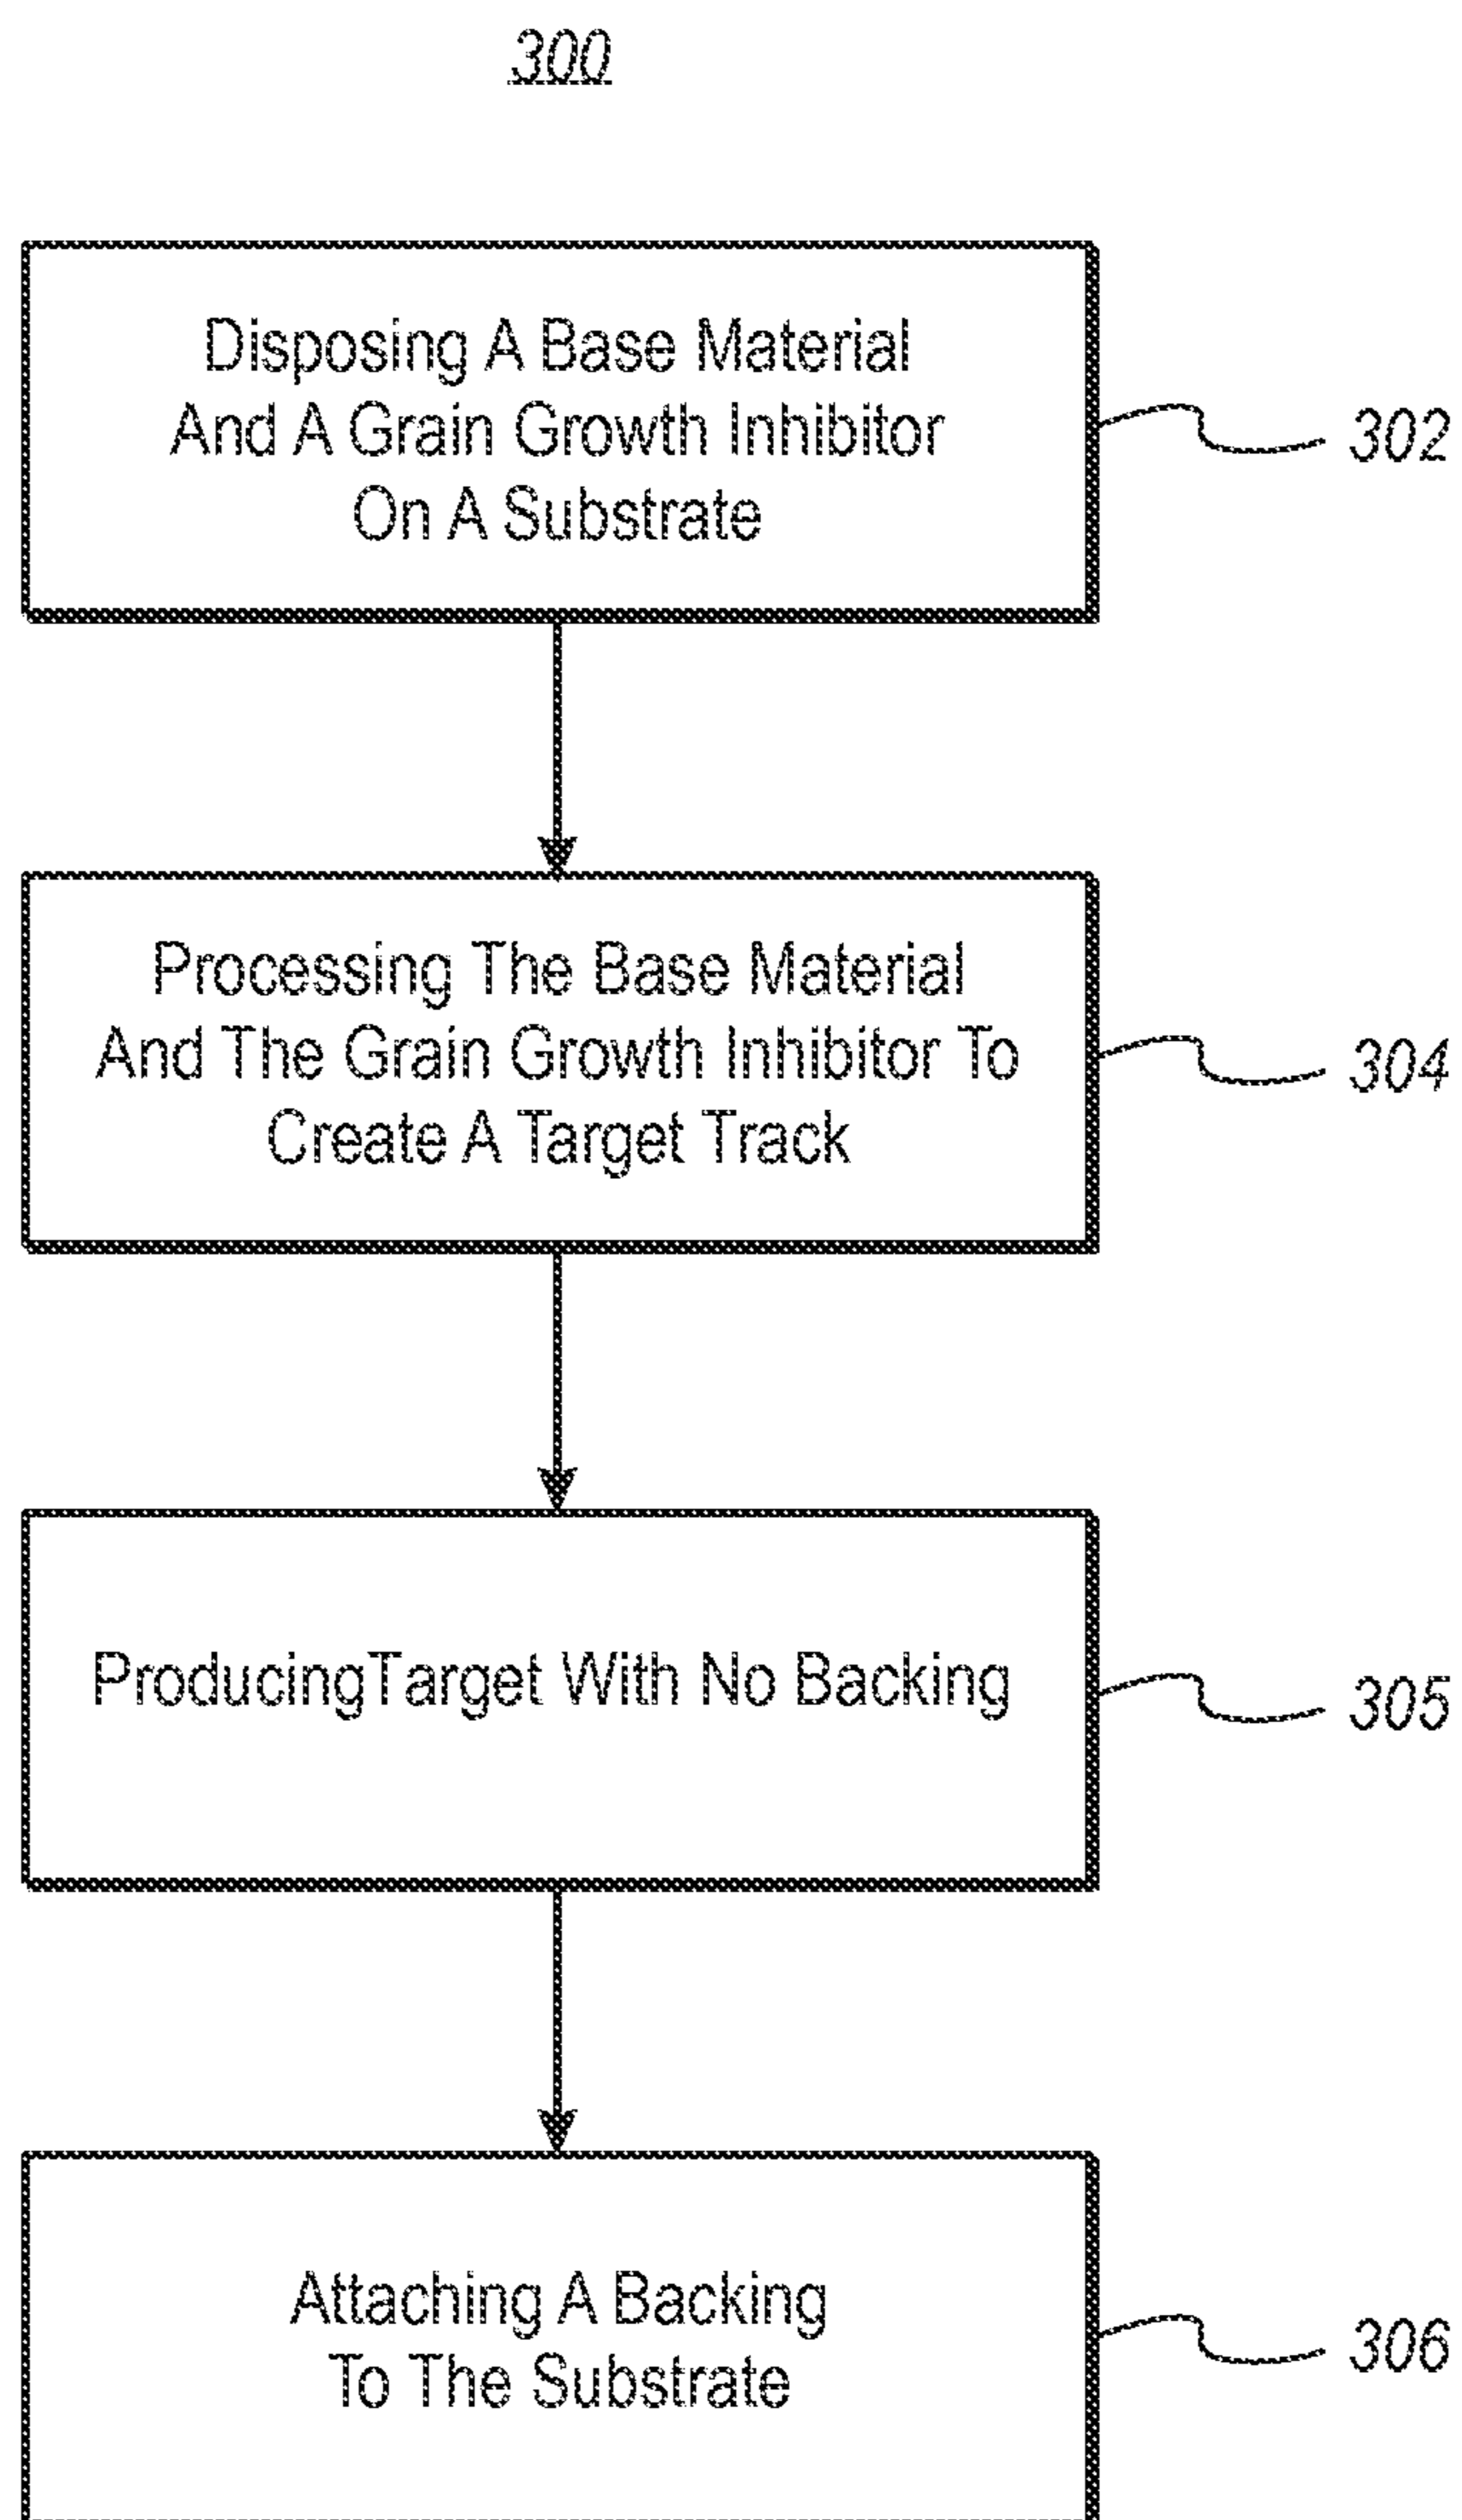 300
Disposing A Base Material
And A Grain Growth Inhibitor
On A Substrate
302
Processing The Base Material
And The Grain Growth Inhibitor To
Create A Target Track
304
ProducingTarget With No Backing
305
Attaching A Backing
To The Substrate
306